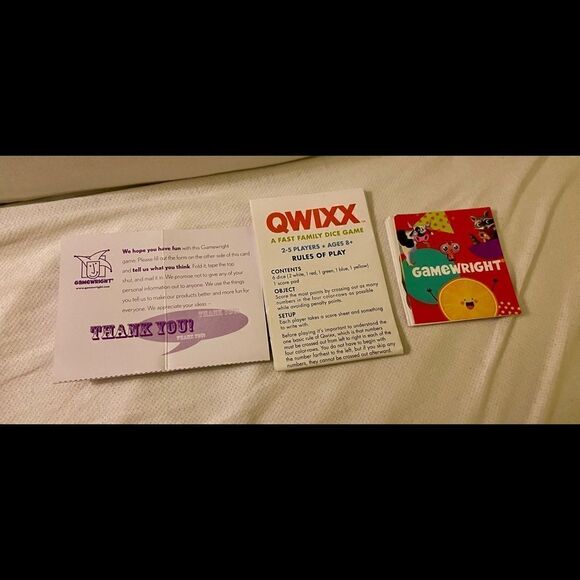 We hope you have fun with this Gamewright
game. Please fill out the form on the other side of this card
and tell us what you think. Fold it, tape the top
shut, and mail it in. We promise not to give any of your
personal information out to anyone. We use the things
you tell us to make our products better and more fun for
everyone. We appreciate your ideas –
GAMEWRIGHT
www.gamewright.com
THANK YOU!
THANK YOU!
THANK YOU!
QWIXX™
A FAST FAMILY DICE GAME
2-5 PLAYERS • AGES 8+
RULES OF PLAY
CONTENTS
6 dice (2 white, 1 red, 1 green, 1 blue, 1 yellow)
1 score pad
OBJECT
Score the most points by crossing out as many
numbers in the four color-rows as possible
while avoiding penalty points.
SETUP
Each player takes a score sheet and something
to write with.
Before playing it's important to understand the
one basic rule of Qwixx, which is that numbers
must be crossed out from left to right in each of the
four color-rows. You do not have to begin with
the number farthest to the left, but if you skip any
numbers, they cannot be crossed out afterward.
GAMEWRIGHT